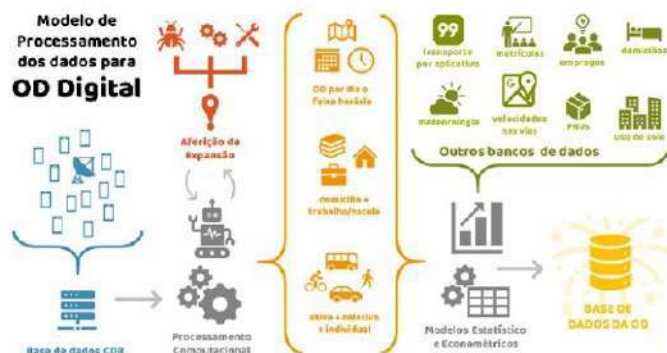 Modelo de
Processamento
dos dados para
OD Digital
Base de dados CDR
Aferição da
Expansão
Processamento
Computacional
OD por dia e
faixa horária
domicílio +
trabalho/escola
ativo + coletivo
+ individual
99
transporte
por aplicativo
matrículas
empregos
domicílios
meteorologia
G
velocidades
nas vias
uso do solo
Outros bancos de dados
Modelos Estatístico
e Econométricos
BASE DE
DADOS DA OD